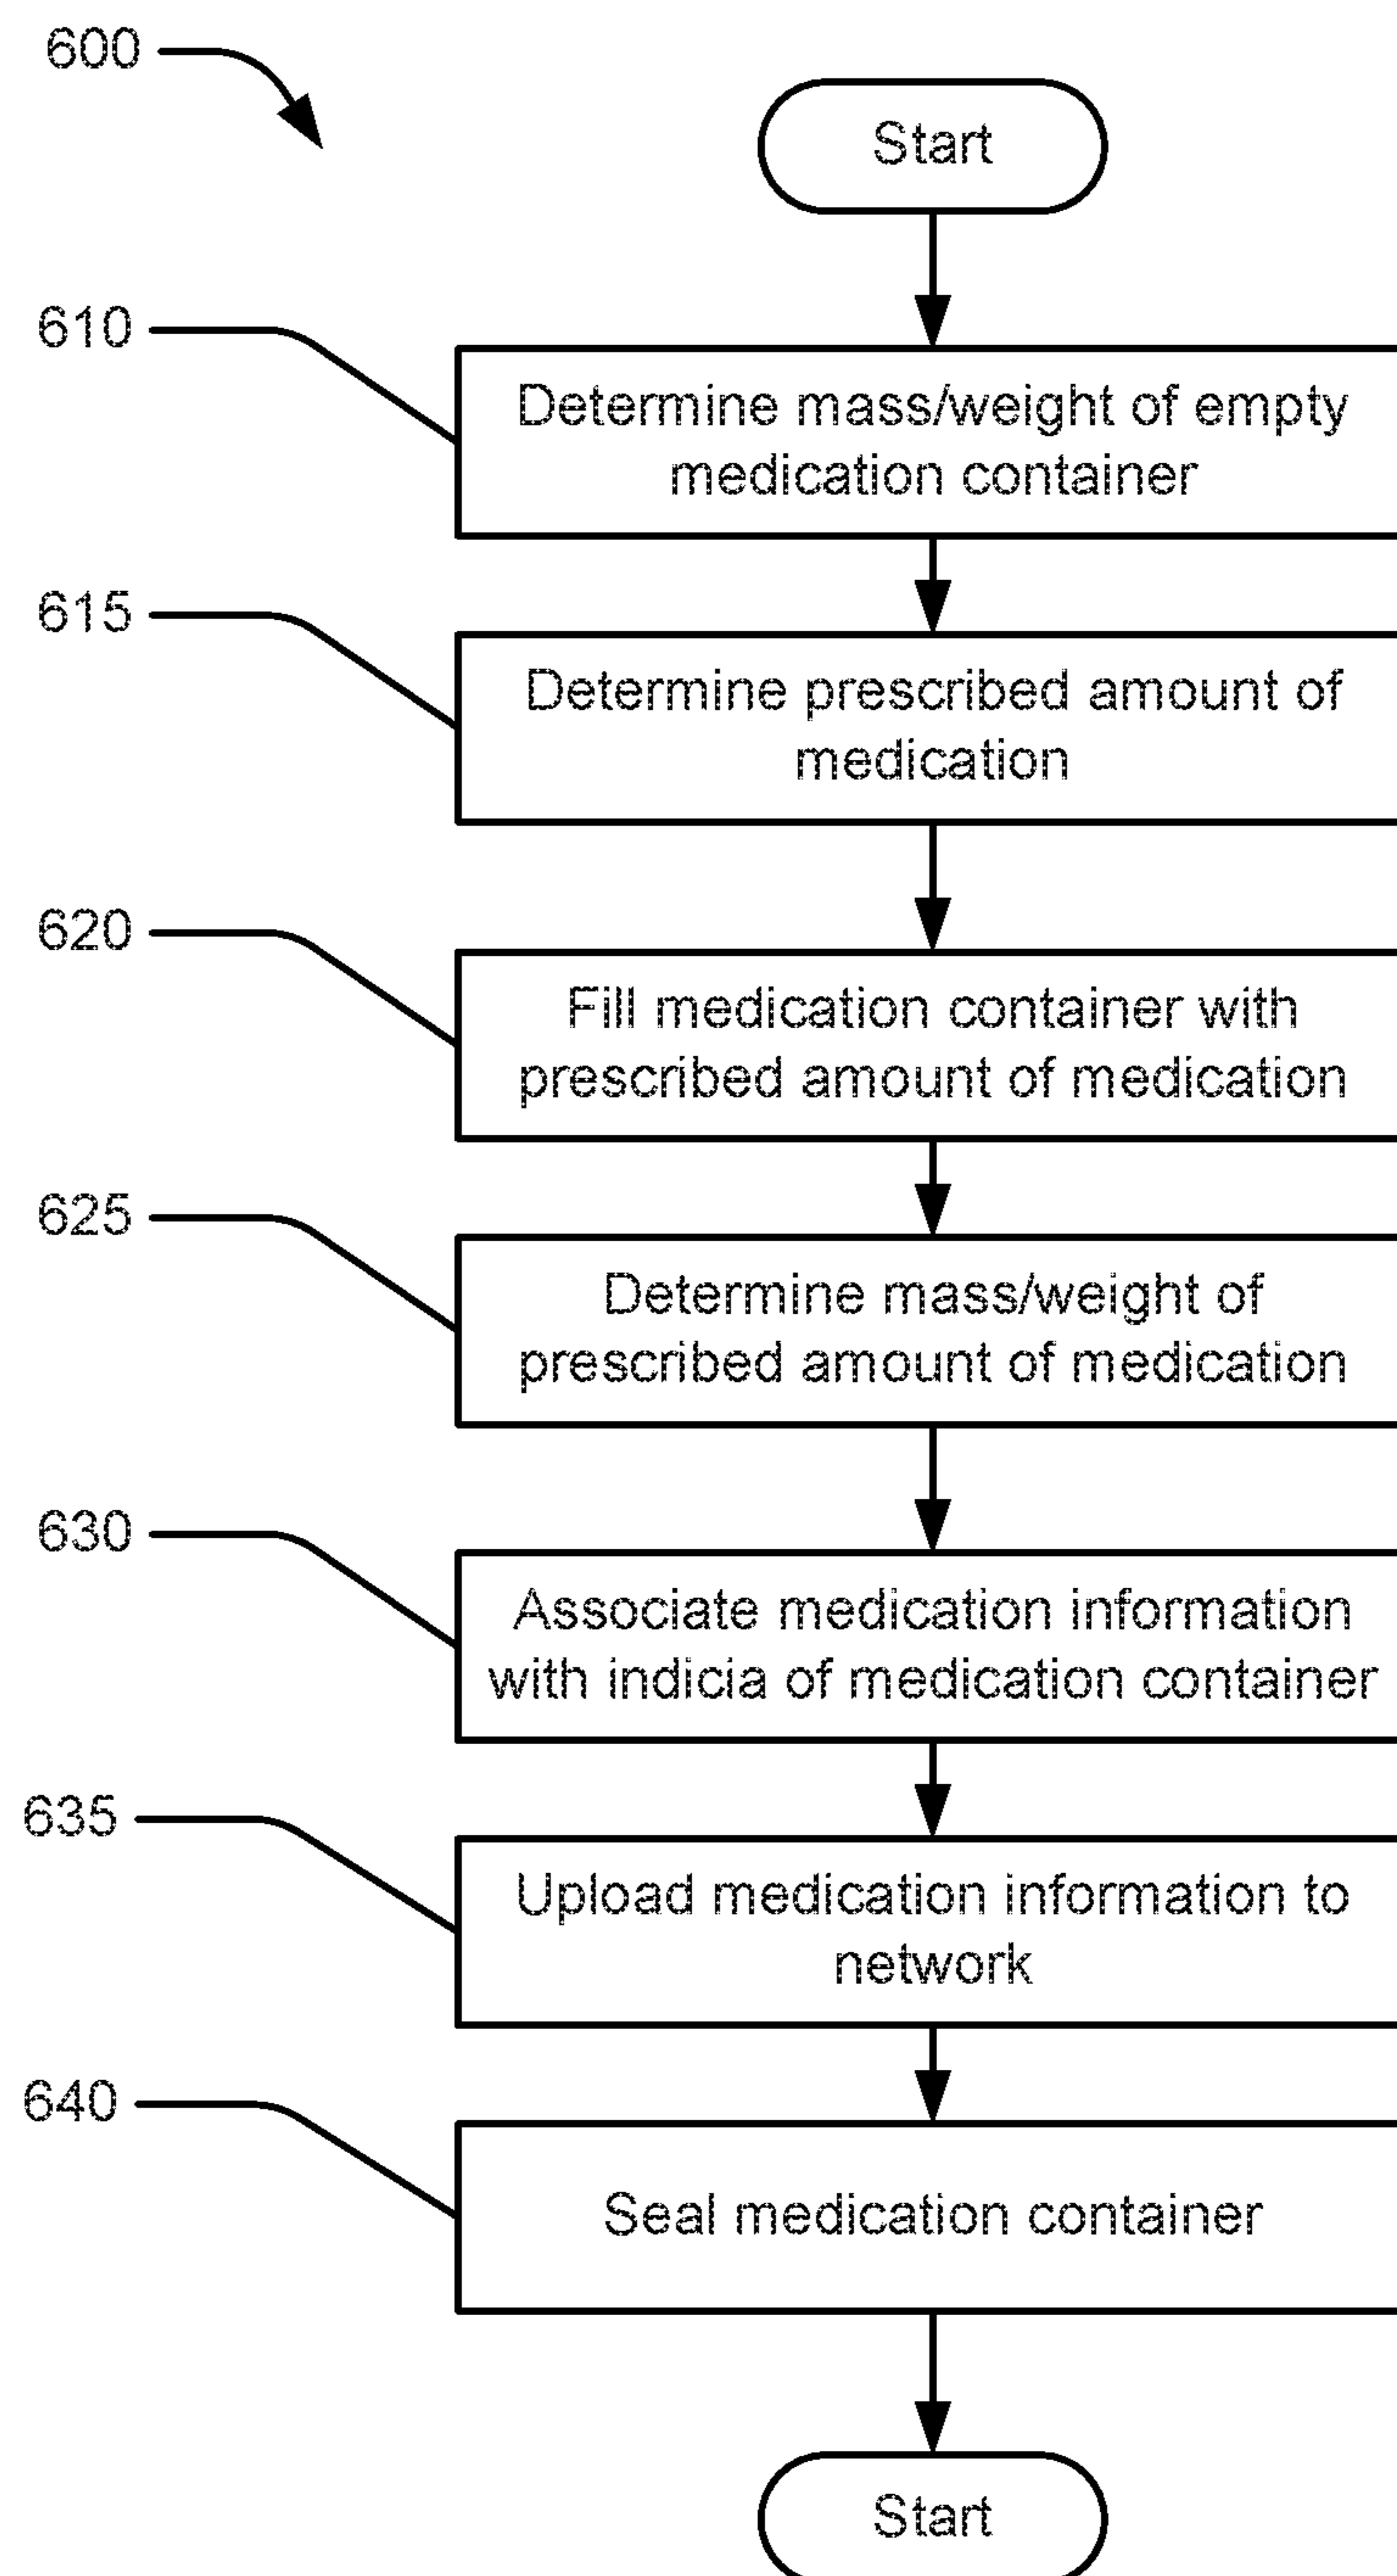 600
Start
610
Determine mass/weight of empty
medication container
615
Determine prescribed amount of
medication
620
Fill medication container with
prescribed amount of medication
625
Determine mass/weight of
prescribed amount of medication
630
Associate medication information
with indicia of medication container
635
Upload medication information to
network
640
Seal medication container
Start